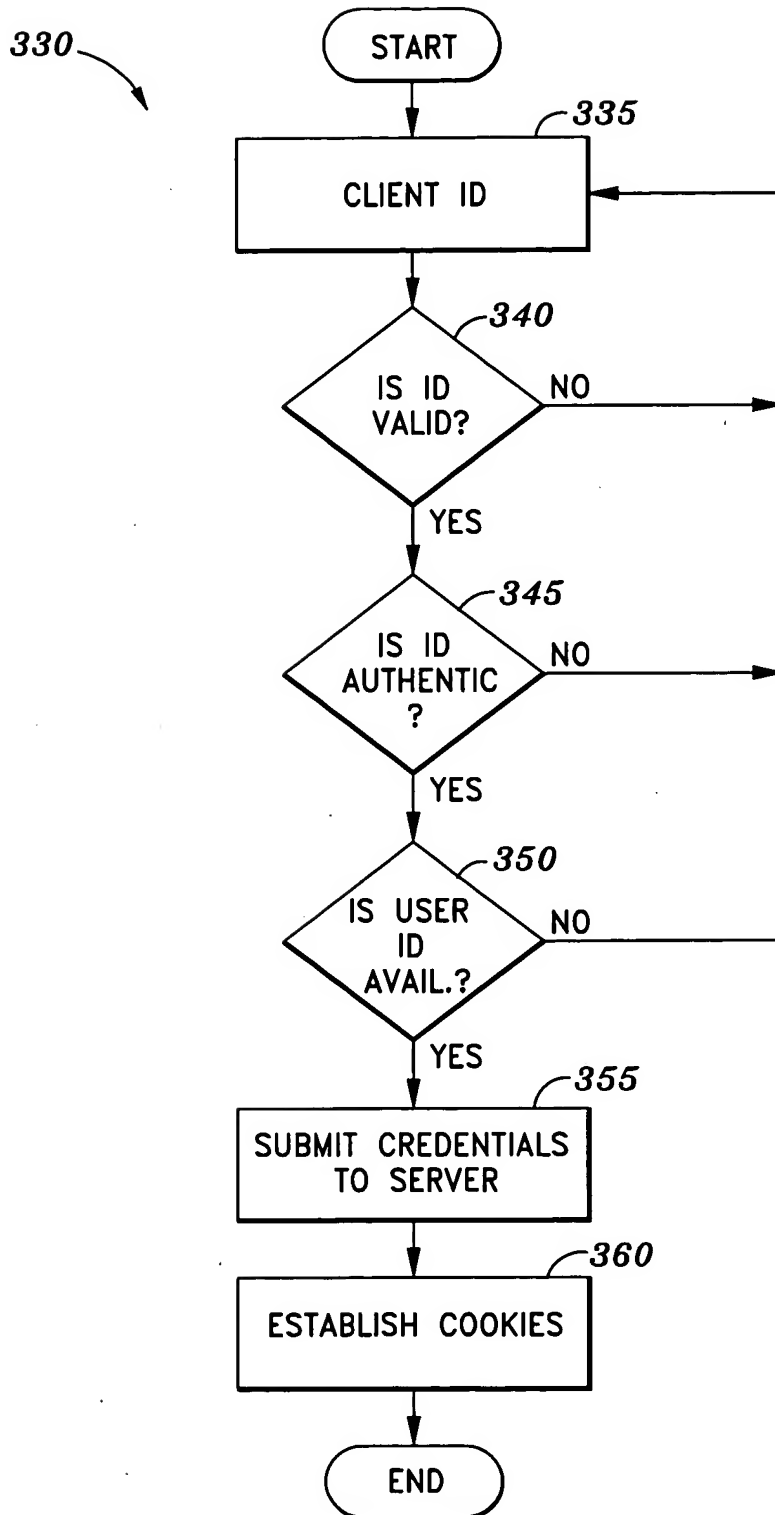 330
START
335
CLIENT ID
340
IS ID
VALID?
NO
YES
345
IS ID
AUTHENTIC
?
NO
YES
350
IS USER
ID
AVAIL.?
NO
YES
355
SUBMIT CREDENTIALS
TO SERVER
360
ESTABLISH COOKIES
END